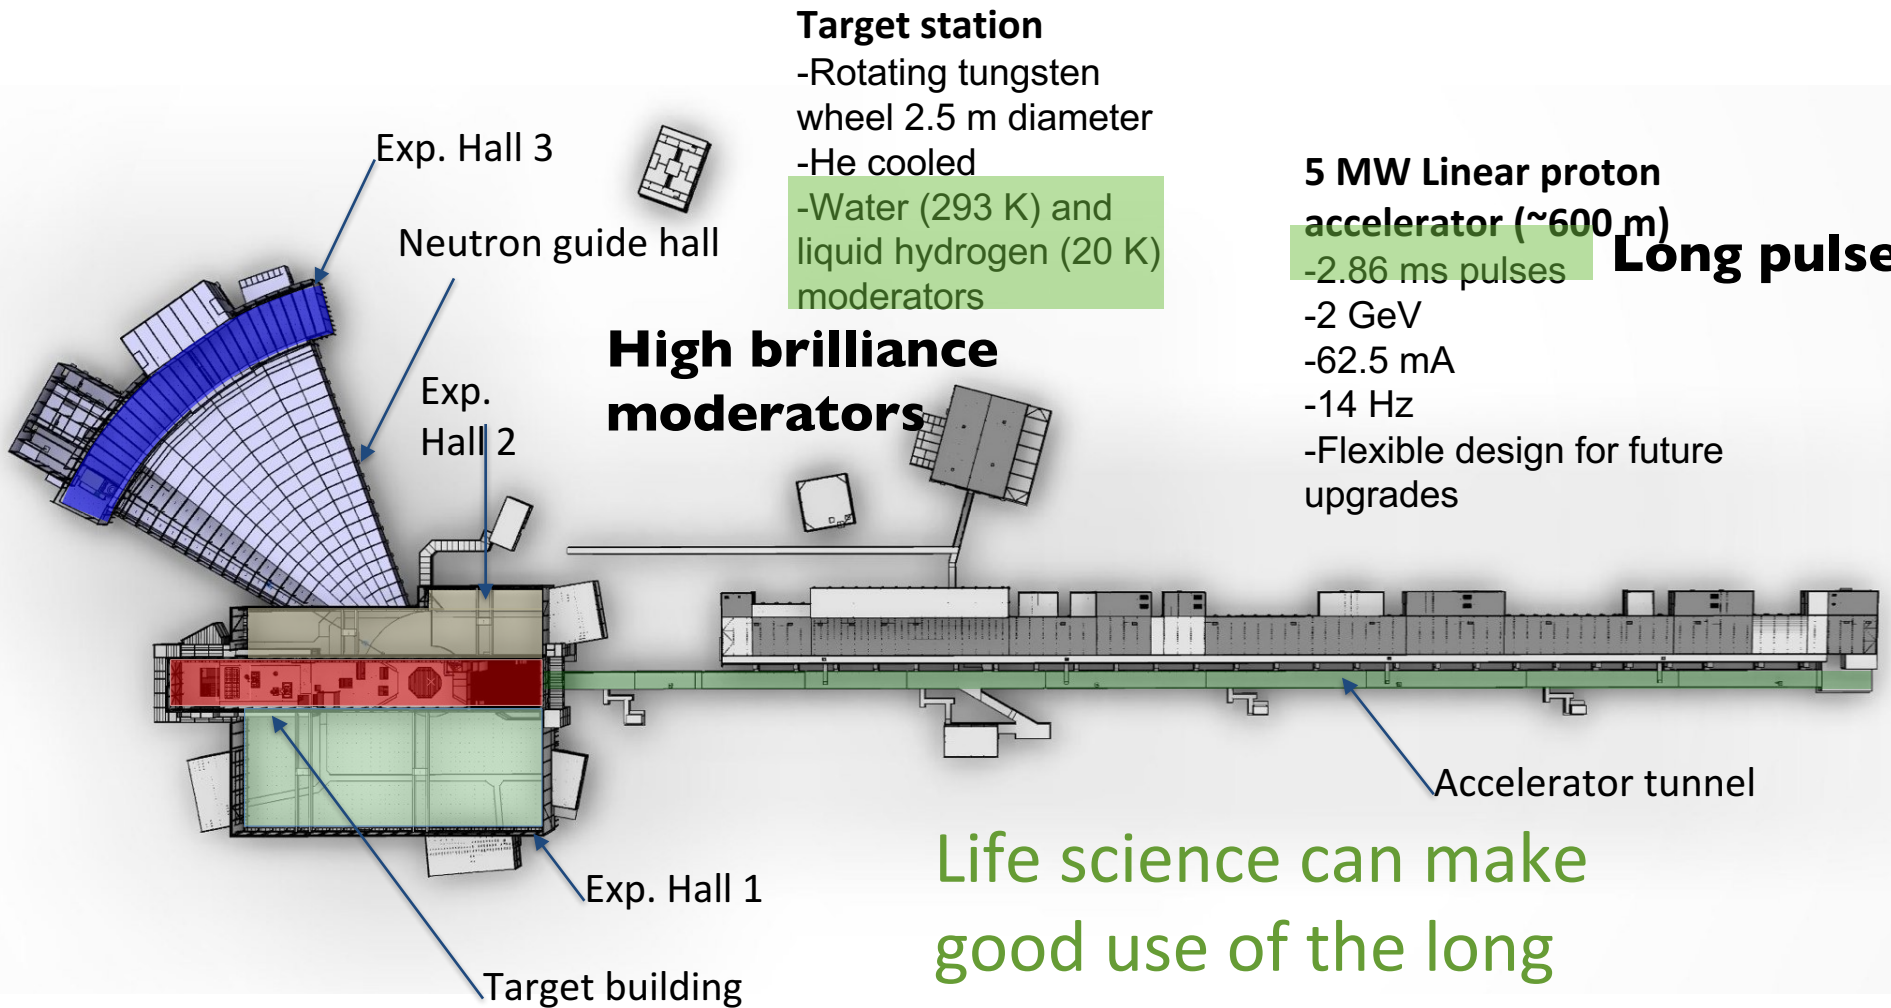 Target station
-Rotating tungsten
wheel 2.5 m diameter
-He cooled
-Water (293 K) and
liquid hydrogen (20 K)
moderators
High brilliance
moderators
5 MW Linear proton
accelerator (~600 m)
-2.86 ms pulses
Long pulse
-2 GeV
-62.5 mA
-14 Hz
-Flexible design for future
upgrades
Exp. Hall 3
Neutron guide hall
Exp.
Hall 2
Accelerator tunnel
Exp. Hall 1
Target building
Life science can make
good use of the long